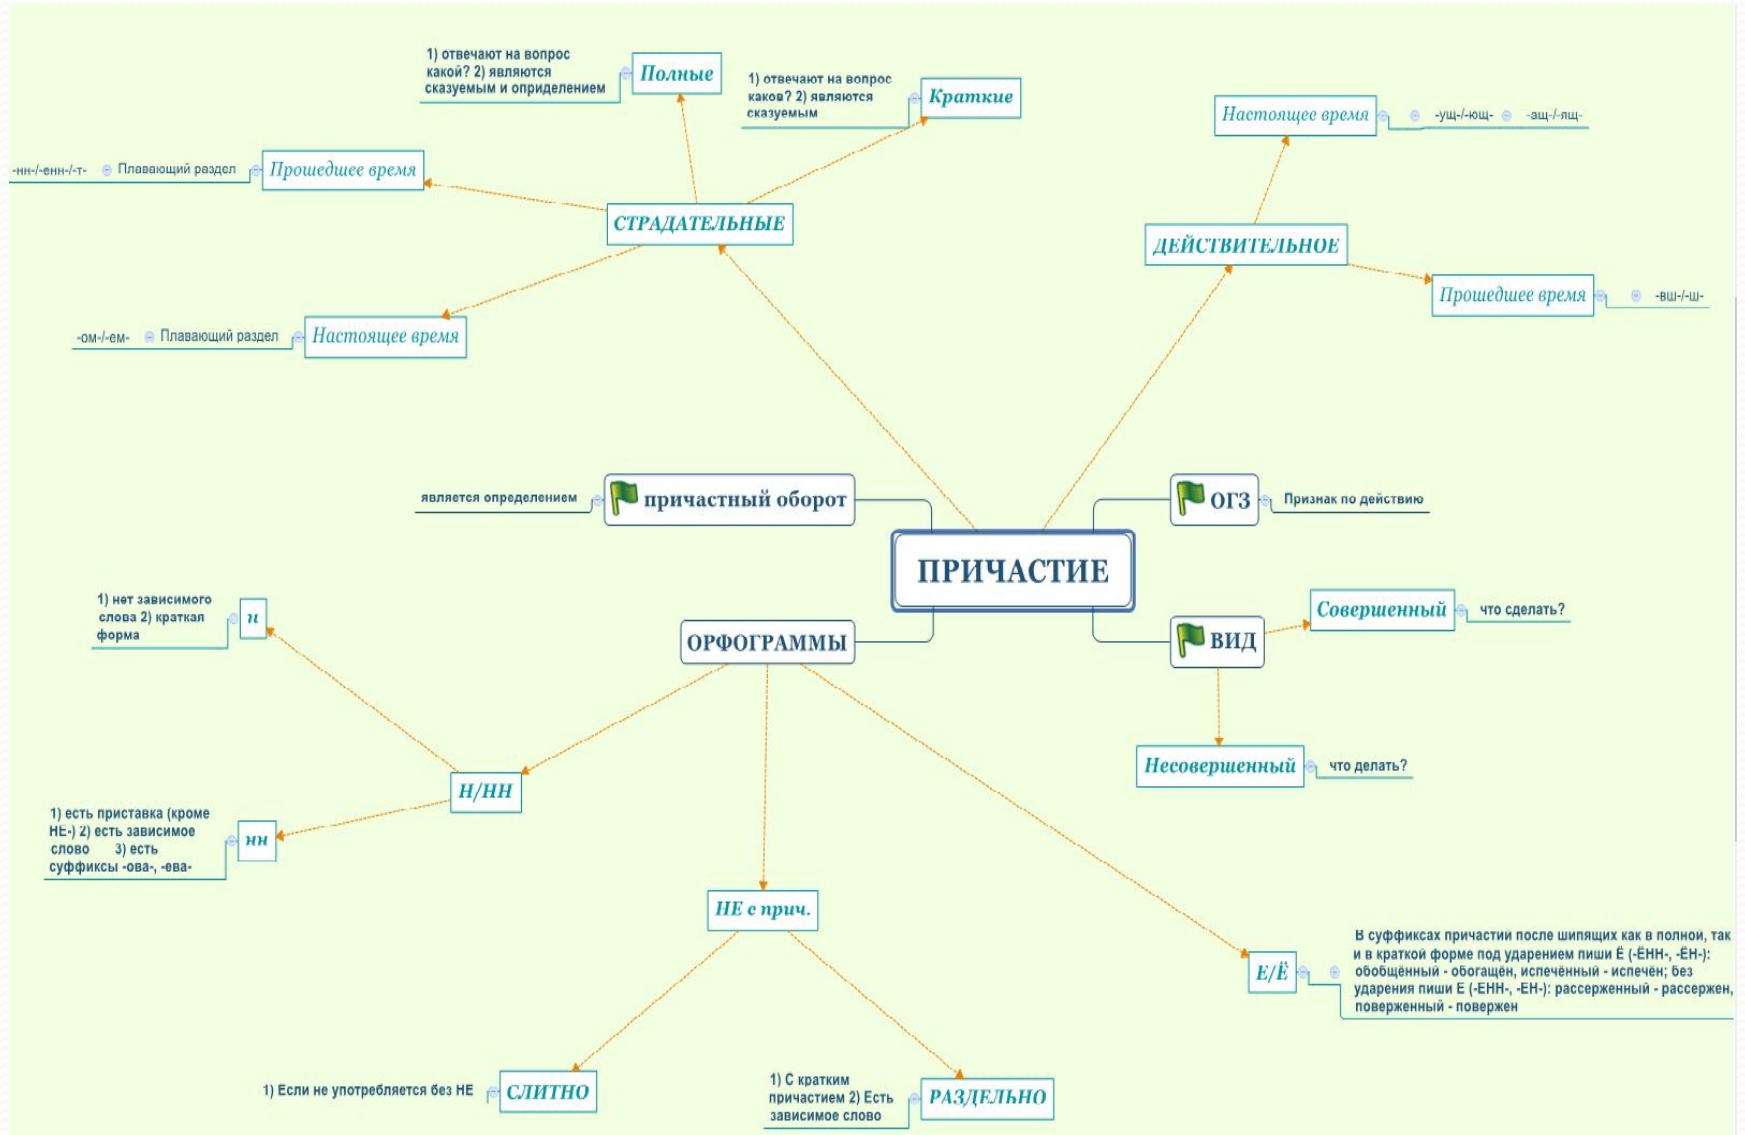 1) отвечают на вопрос
какой? 2) являются
сказуемым и оприделением
Полные
1) отвечают на вопрос
каков? 2) являются
сказуемым
Краткие
Настоящее время
-ущ-/-ющ-
-ащ-/-ящ-
-нн-/-енн-/-т-
Плавающий раздел
Прошедшее время
СТРАДАТЕЛЬНЫЕ
ДЕЙСТВИТЕЛЬНОЕ
Прошедшее время
-вш-/-ш-
-ом-/-ем-
Плавающий раздел
Настоящее время
является определением
причастный оборот
ОГЗ
Признак по действию
ПРИЧАСТИЕ
1) нет зависимого
слова 2) краткая
форма
н
ОРФОГРАММЫ
ВИД
Совершенный
что сделать?
Несовершенный
что делать?
Н/НН
1) есть приставка (кроме
НЕ-) 2) есть зависимое
слово 3) есть
суффиксы -ова-, -ева-
нн
НЕ с прич.
Е/Ё
В суффиксах причастий после шипящих как в полной, так
и в краткой форме под ударением пиши Ё (-ЁНН-, -ЁН-):
обобщённый - обогащён, испечённый - испечён; без
ударения пиши Е (-ЕНН-, -ЕН-): рассерженный - рассержен,
поверженный - повержен
1) Если не употребляется без НЕ
СЛИТНО
1) С кратким
причастием 2) Есть
зависимое слово
РАЗДЕЛЬНО